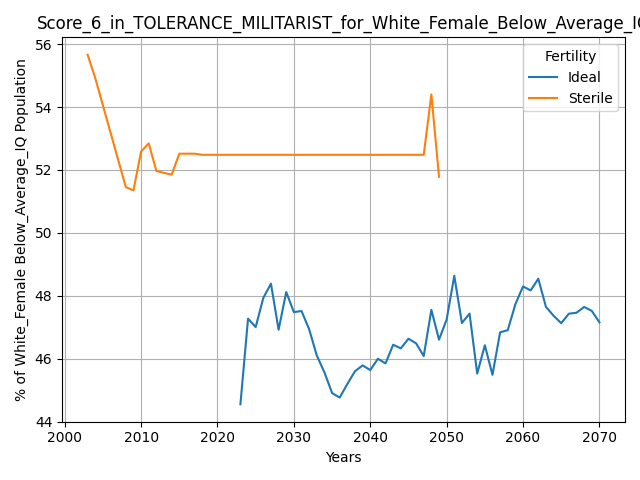 Score_6_in_TOLERANCE_MILITARIST_for_White_Female_Below_Average_IQ
% of White_Female Below_Average_IQ Population
56
54
52
50
48
46
44
Fertility
Ideal
Sterile
2000 2010 2020 2030 2040 2050 2060 2070
Years